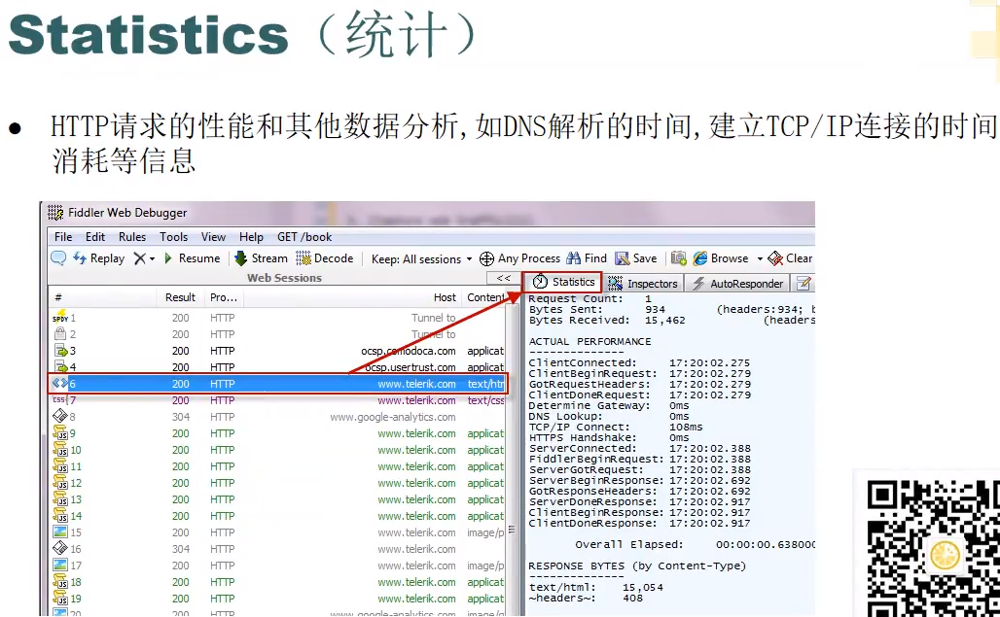 Statistics（统计）
HTTP请求的性能和其他数据分析,如DNS解析的时间,建立TCP/IP连接的时间
消耗等信息
Fiddler Web Debugger
File Edit Rules Tools View Help GET /book
Replay Resume Stream Decode Keep: All sessions Any Process Find Save Browse Clear
Web Sessions <<
Statistics Inspectors AutoResponder
# Result Pro... Host Content
1 200 HTTP Tunnel to
2 200 HTTP Tunnel to
3 200 HTTP ocsp.comodoca.com applicat
4 200 HTTP ocsp.usertrust.com applicat
6 200 HTTP www.telerik.com text/htr
7 200 HTTP www.telerik.com text/css
8 304 HTTP www.google-analytics.com
9 200 HTTP www.telerik.com applicat
10 200 HTTP www.telerik.com applicat
11 200 HTTP www.telerik.com applicat
12 200 HTTP www.telerik.com applicat
13 200 HTTP www.telerik.com applicat
14 200 HTTP www.telerik.com applicat
15 200 HTTP www.telerik.com image/p
16 304 HTTP www.telerik.com
17 200 HTTP www.telerik.com image/p
18 200 HTTP www.telerik.com applicat
19 200 HTTP www.telerik.com applicat
20 200 HTTP www.google-analytics.com image/g
Request Count: 1
Bytes Sent: 934 (headers:934; b
Bytes Received: 15,462 (headers
ACTUAL PERFORMANCE
--------------
ClientConnected: 17:20:02.275
ClientBeginRequest: 17:20:02.279
GotRequestHeaders: 17:20:02.279
ClientDoneRequest: 17:20:02.279
Determine Gateway: 0ms
DNS Lookup: 0ms
TCP/IP Connect: 108ms
HTTPS Handshake: 0ms
ServerConnected: 17:20:02.388
FiddlerBeginRequest: 17:20:02.388
ServerGotRequest: 17:20:02.388
ServerBeginResponse: 17:20:02.692
GotResponseHeaders: 17:20:02.692
ServerDoneResponse: 17:20:02.917
ClientBeginResponse: 17:20:02.917
ClientDoneResponse: 17:20:02.917
Overall Elapsed: 00:00:00.638000
RESPONSE BYTES (by Content-Type)
--------------
text/html: 15,054
~headers~: 408